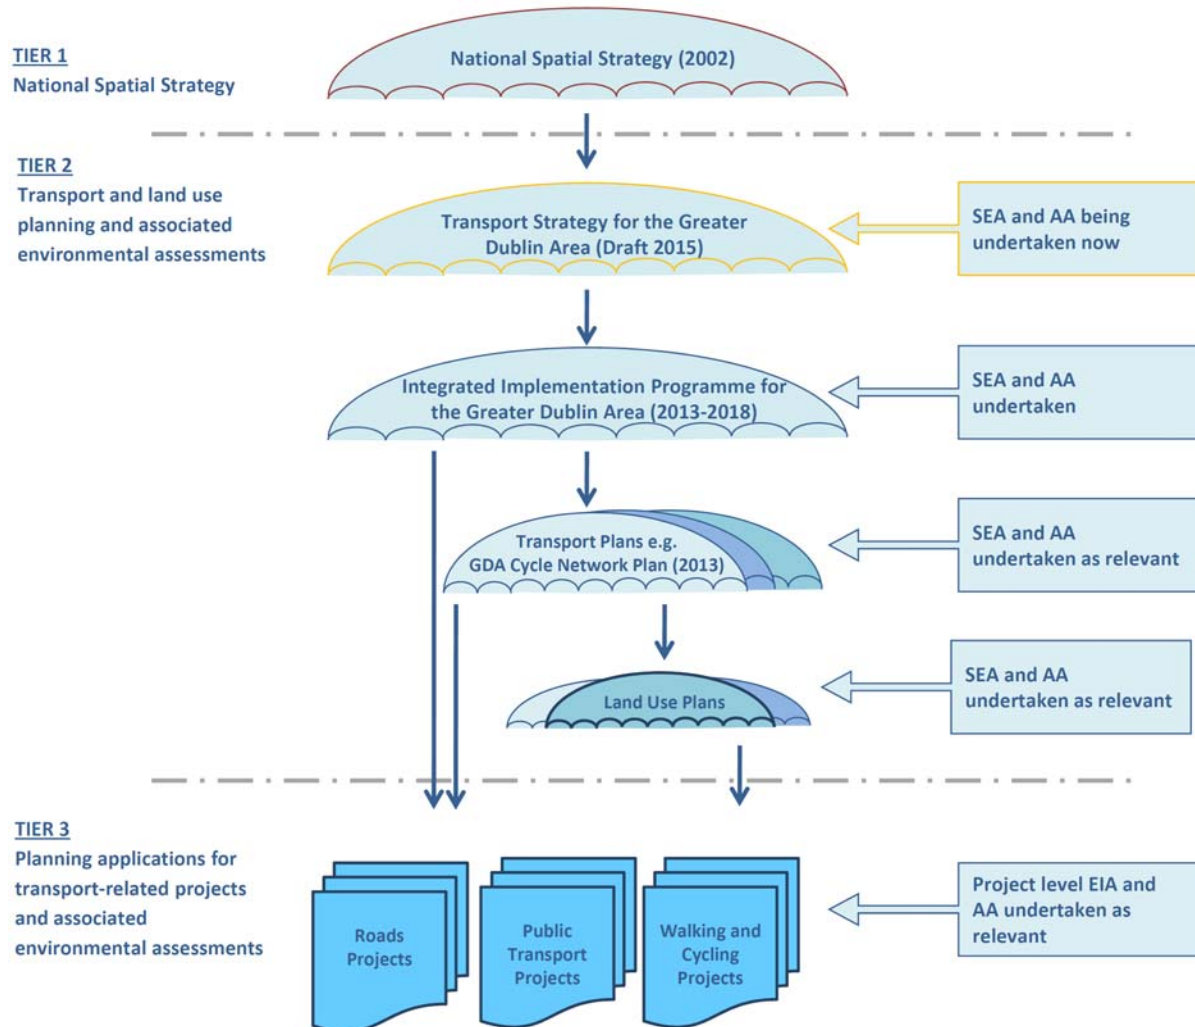 TIER 1
National Spatial Strategy
National Spatial Strategy (2002)
TIER 2
Transport and land use
planning and associated
environmental assessments
Transport Strategy for the Greater
Dublin Area (Draft 2015)
SEA and AA being
undertaken now
Integrated Implementation Programme for
the Greater Dublin Area (2013-2018)
SEA and AA
undertaken
Transport Plans e.g.
GDA Cycle Network Plan (2013)
SEA and AA
undertaken as relevant
Land Use Plans
SEA and AA
undertaken as relevant
TIER 3
Planning applications for
transport-related projects
and associated
environmental assessments
Roads
Projects
Public
Transport
Projects
Walking and
Cycling
Projects
Project level EIA and
AA undertaken as
relevant